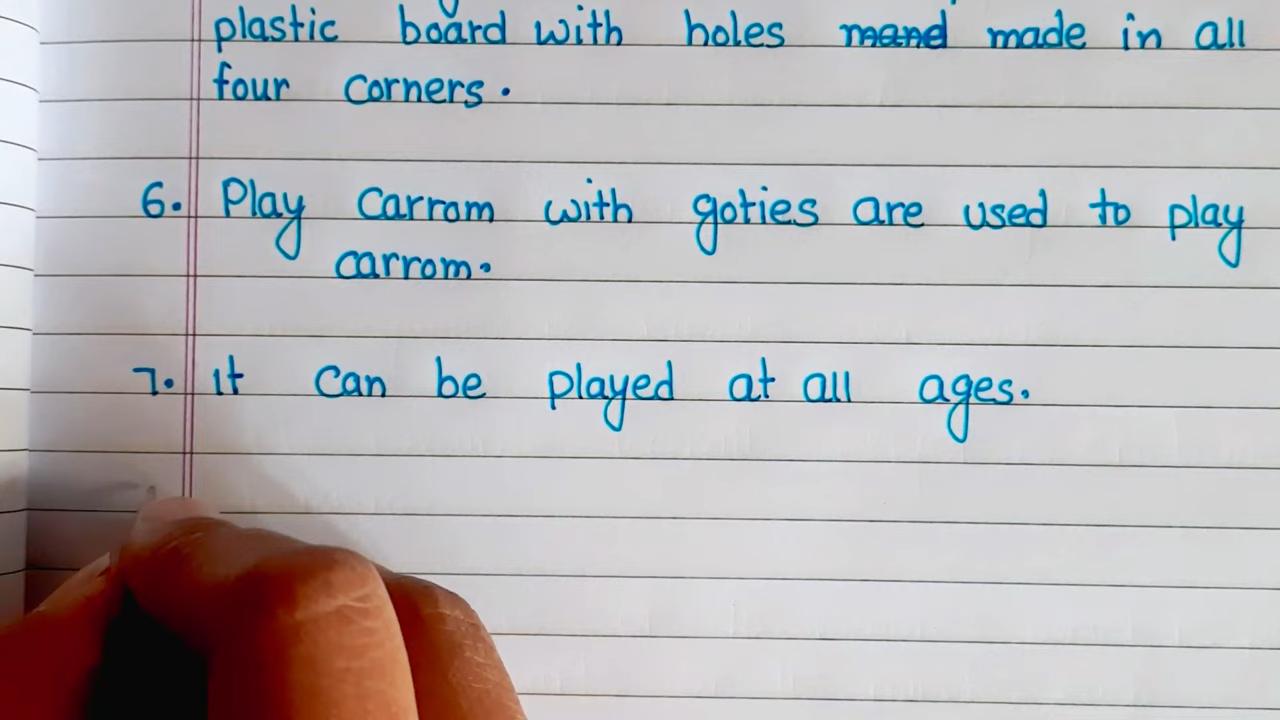 plastic board with holes mand made in all
four corners.
6. Play carrom with goties are used to play
carrom.
7. it can be played at all ages.